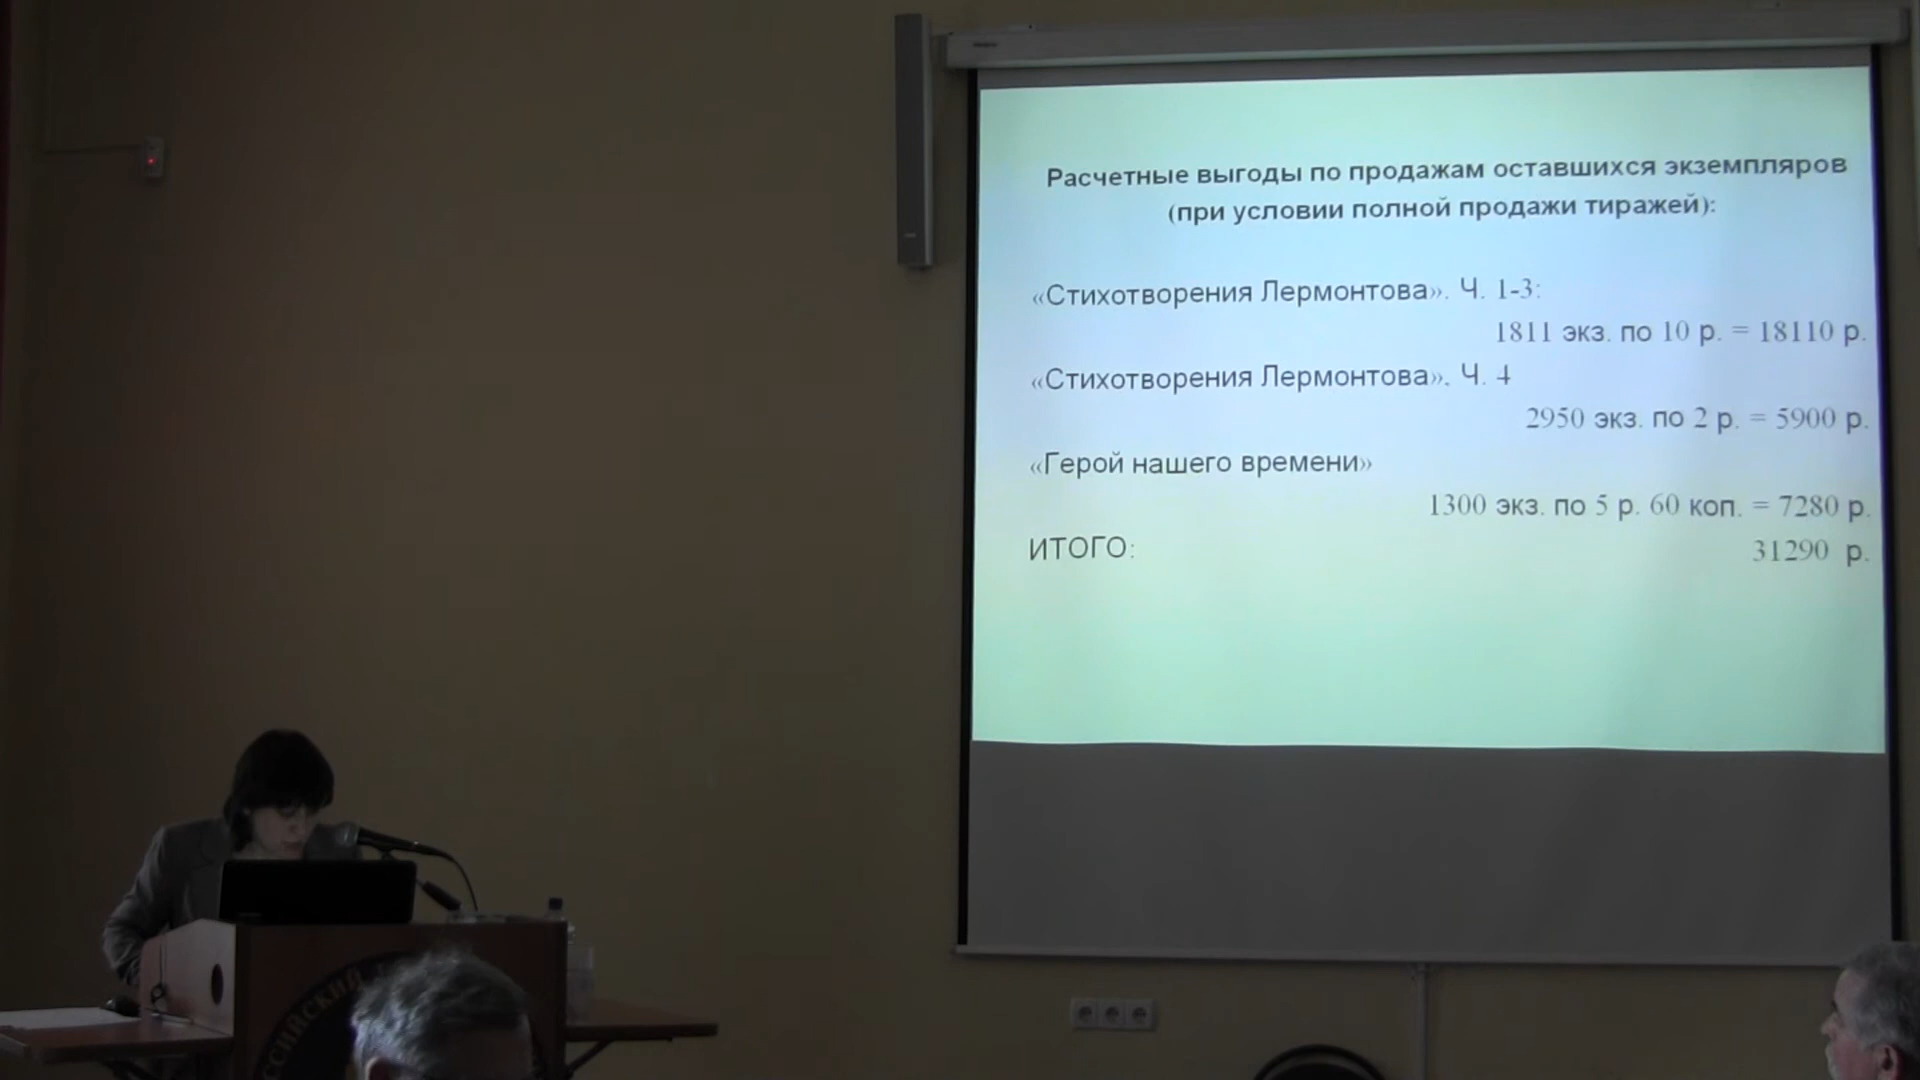 Расчетные выгоды по продажам оставшихся экземпляров
(при условии полной продажи тиражей):
«Стихотворения Лермонтова». Ч. 1-3:
1811 экз. по 10 р. = 18110 р.
«Стихотворения Лермонтова». Ч. 4
2950 экз. по 2 р. = 5900 р.
«Герой нашего времени»
1300 экз. по 5 р. 60 коп. = 7280 р.
ИТОГО: 31290 р.